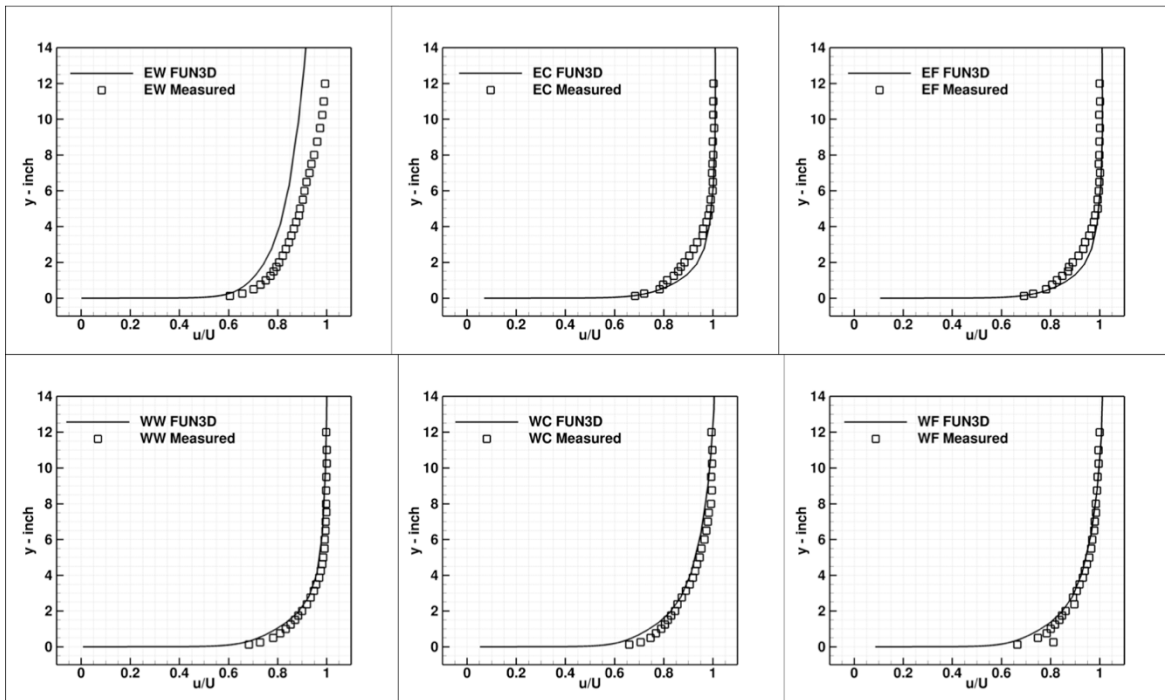 14
12
10
8
6
4
2
0
y - inch
EW FUN3D
EW Measured
0 0.2 0.4 0.6 0.8 1
u/U
14
12
10
8
6
4
2
0
y - inch
EC FUN3D
EC Measured
0 0.2 0.4 0.6 0.8 1
u/U
14
12
10
8
6
4
2
0
y - inch
EF FUN3D
EF Measured
0 0.2 0.4 0.6 0.8 1
u/U
14
12
10
8
6
4
2
0
y - inch
WW FUN3D
WW Measured
0 0.2 0.4 0.6 0.8 1
u/U
14
12
10
8
6
4
2
0
y - inch
WC FUN3D
WC Measured
0 0.2 0.4 0.6 0.8 1
u/U
14
12
10
8
6
4
2
0
y - inch
WF FUN3D
WF Measured
0 0.2 0.4 0.6 0.8 1
u/U